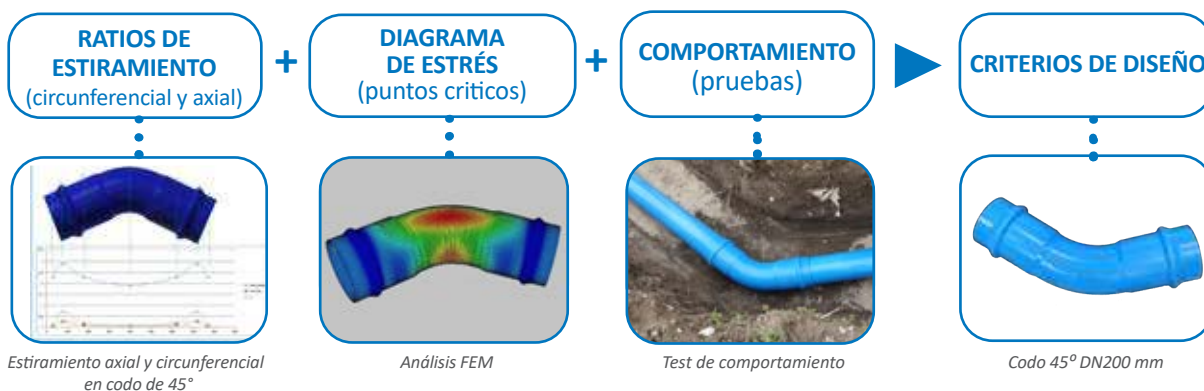 RATIOS DE
ESTIRAMIENTO
(circunferencial y axial)
+
DIAGRAMA
DE ESTRÉS
(puntos criticos)
+
COMPORTAMIENTO
(pruebas)
CRITERIOS DE DISEÑO
Estiramiento axial y circunferencial
en codo de 45°
Análisis FEM
Test de comportamiento
Codo 45º DN200 mm